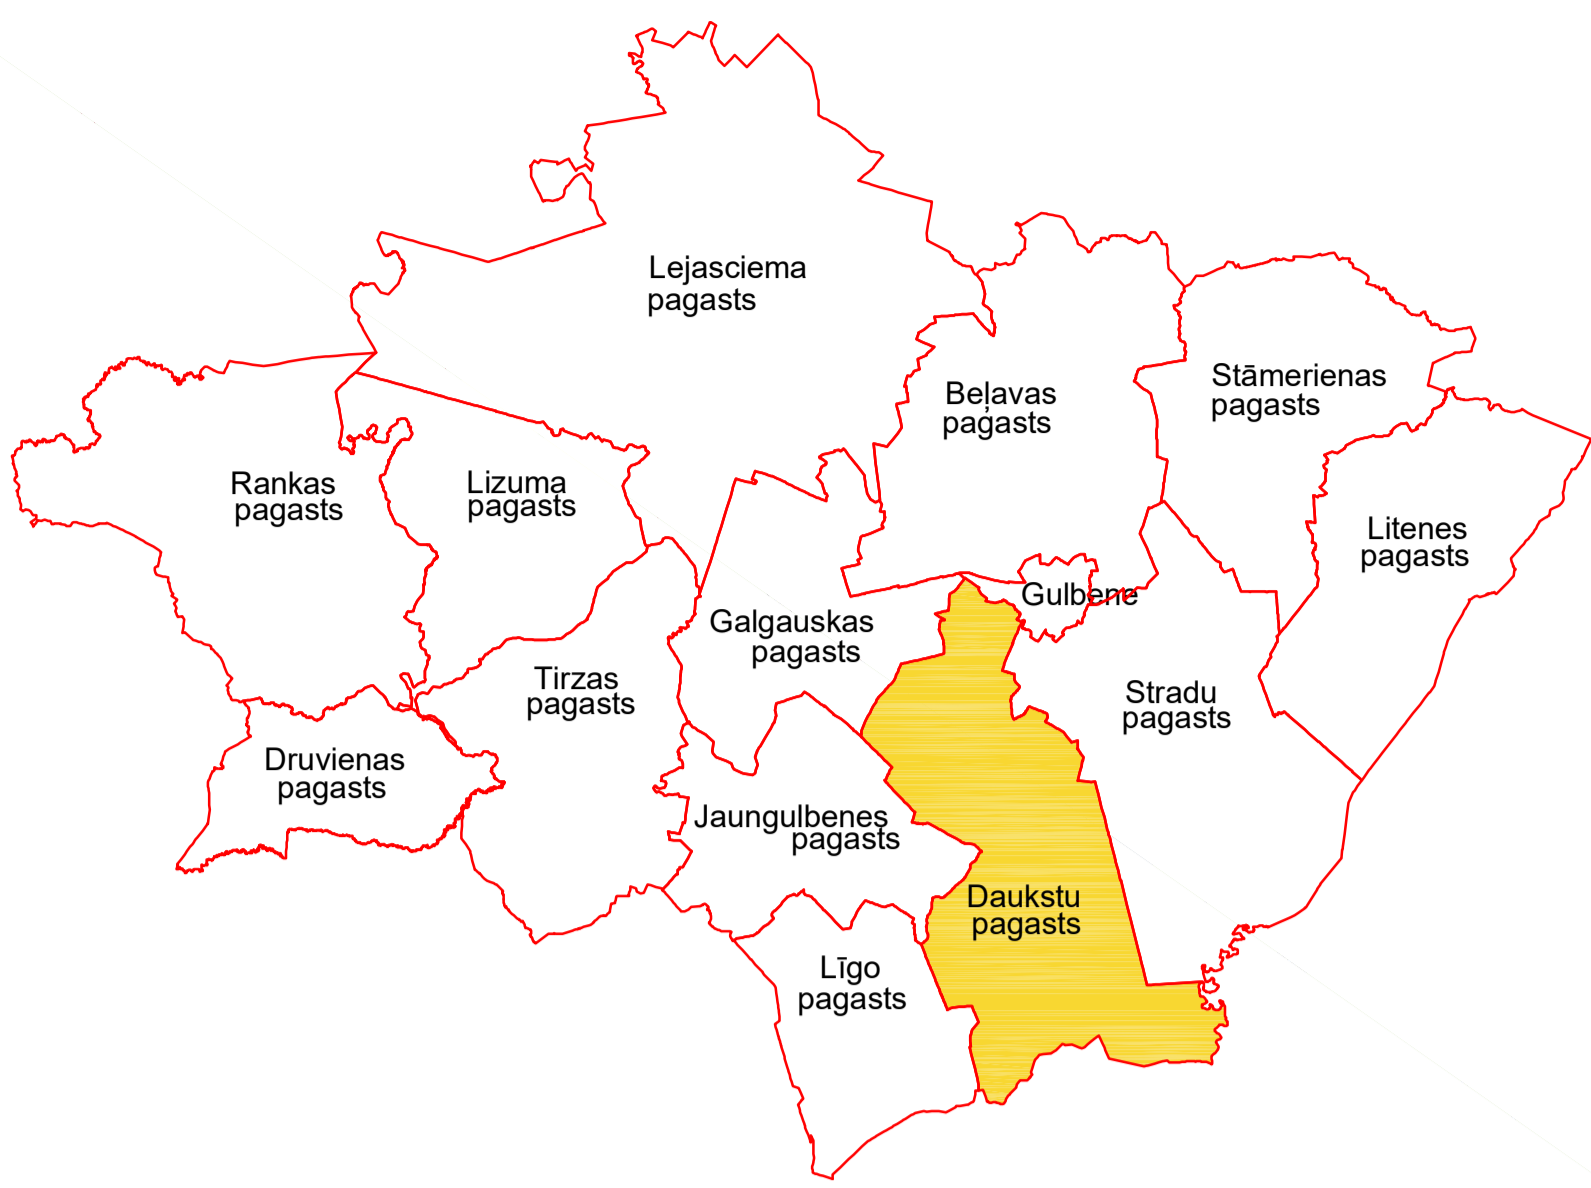 Lejasciema
pagasts
Beļavas
pagasts
Stāmerienas
pagasts
Rankas
pagasts
Lizuma
pagasts
Litenes
pagasts
Gulbene
Galgauskas
pagasts
Tirzas
pagasts
Stradu
pagasts
Druvienas
pagasts
Jaungulbenes
pagasts
Daukstu
pagasts
Līgo
pagasts